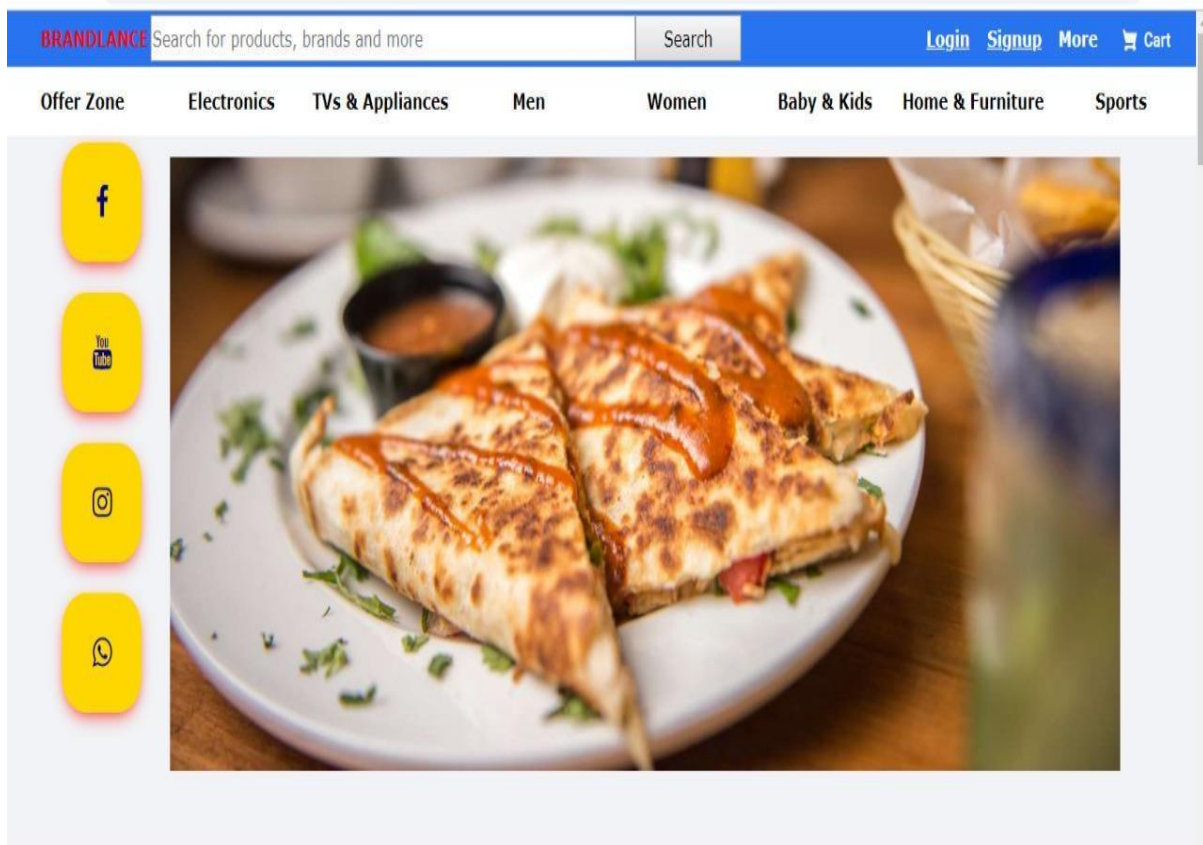 BRANDLANCE Search for products, brands and more Search Login Signup More Cart
Offer Zone Electronics TVs & Appliances Men Women Baby & Kids Home & Furniture Sports
f
You
Tube